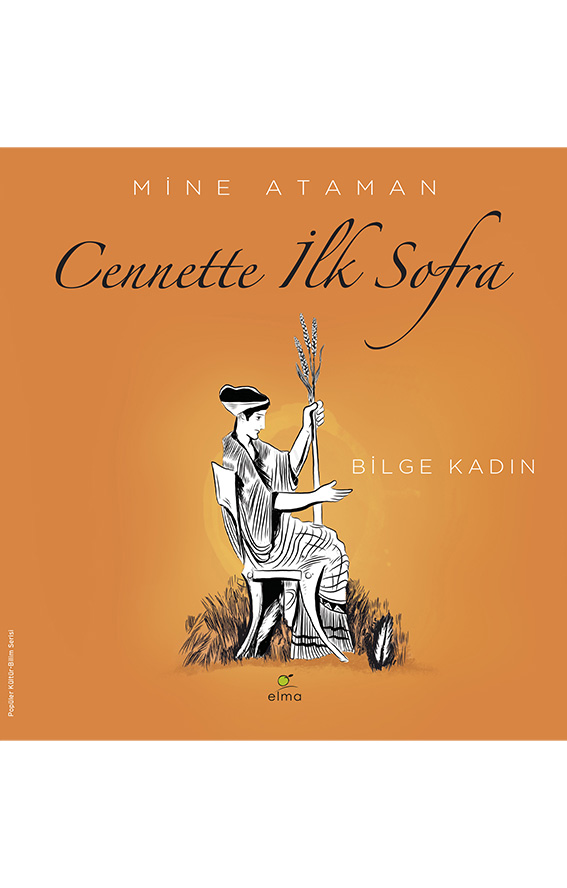 MİNE ATAMAN
Cennette İlk Sofra
BİLGE KADIN
Popüler Kültür-Bilim Serisi
elma